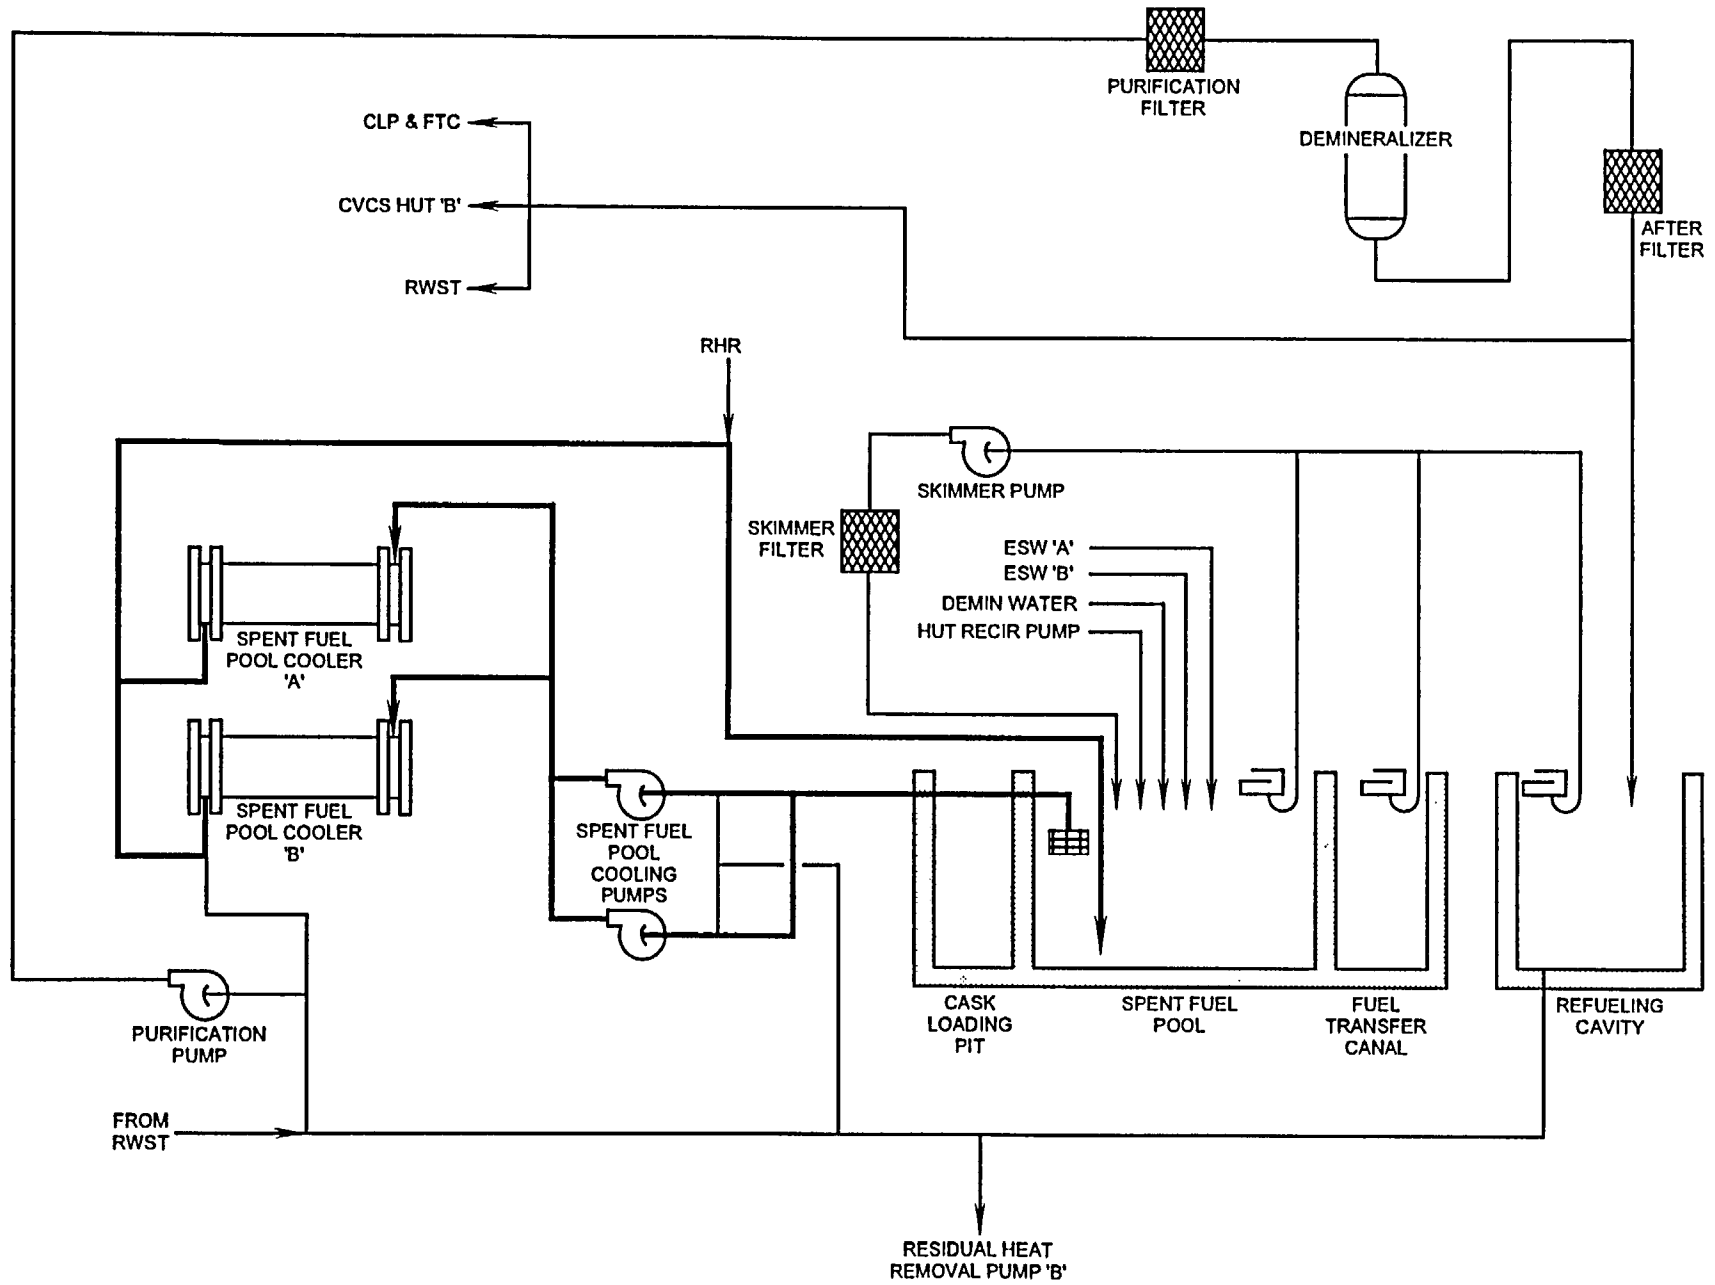 PURIFICATION
FILTER
CLP & FTC
DEMINERALIZER
CVCS HUT 'B'
AFTER
FILTER
RWST
RHR
SKIMMER PUMP
SKIMMER
FILTER
ESW 'A'
ESW 'B'
DEMIN WATER
HUT RECIR PUMP
SPENT FUEL
POOL COOLER
'A'
SPENT FUEL
POOL COOLER
'B'
SPENT FUEL
POOL
COOLING
PUMPS
CASK
LOADING
PIT
SPENT FUEL
POOL
FUEL
TRANSFER
CANAL
REFUELING
CAVITY
PURIFICATION
PUMP
FROM
RWST
RESIDUAL HEAT
REMOVAL PUMP 'B'